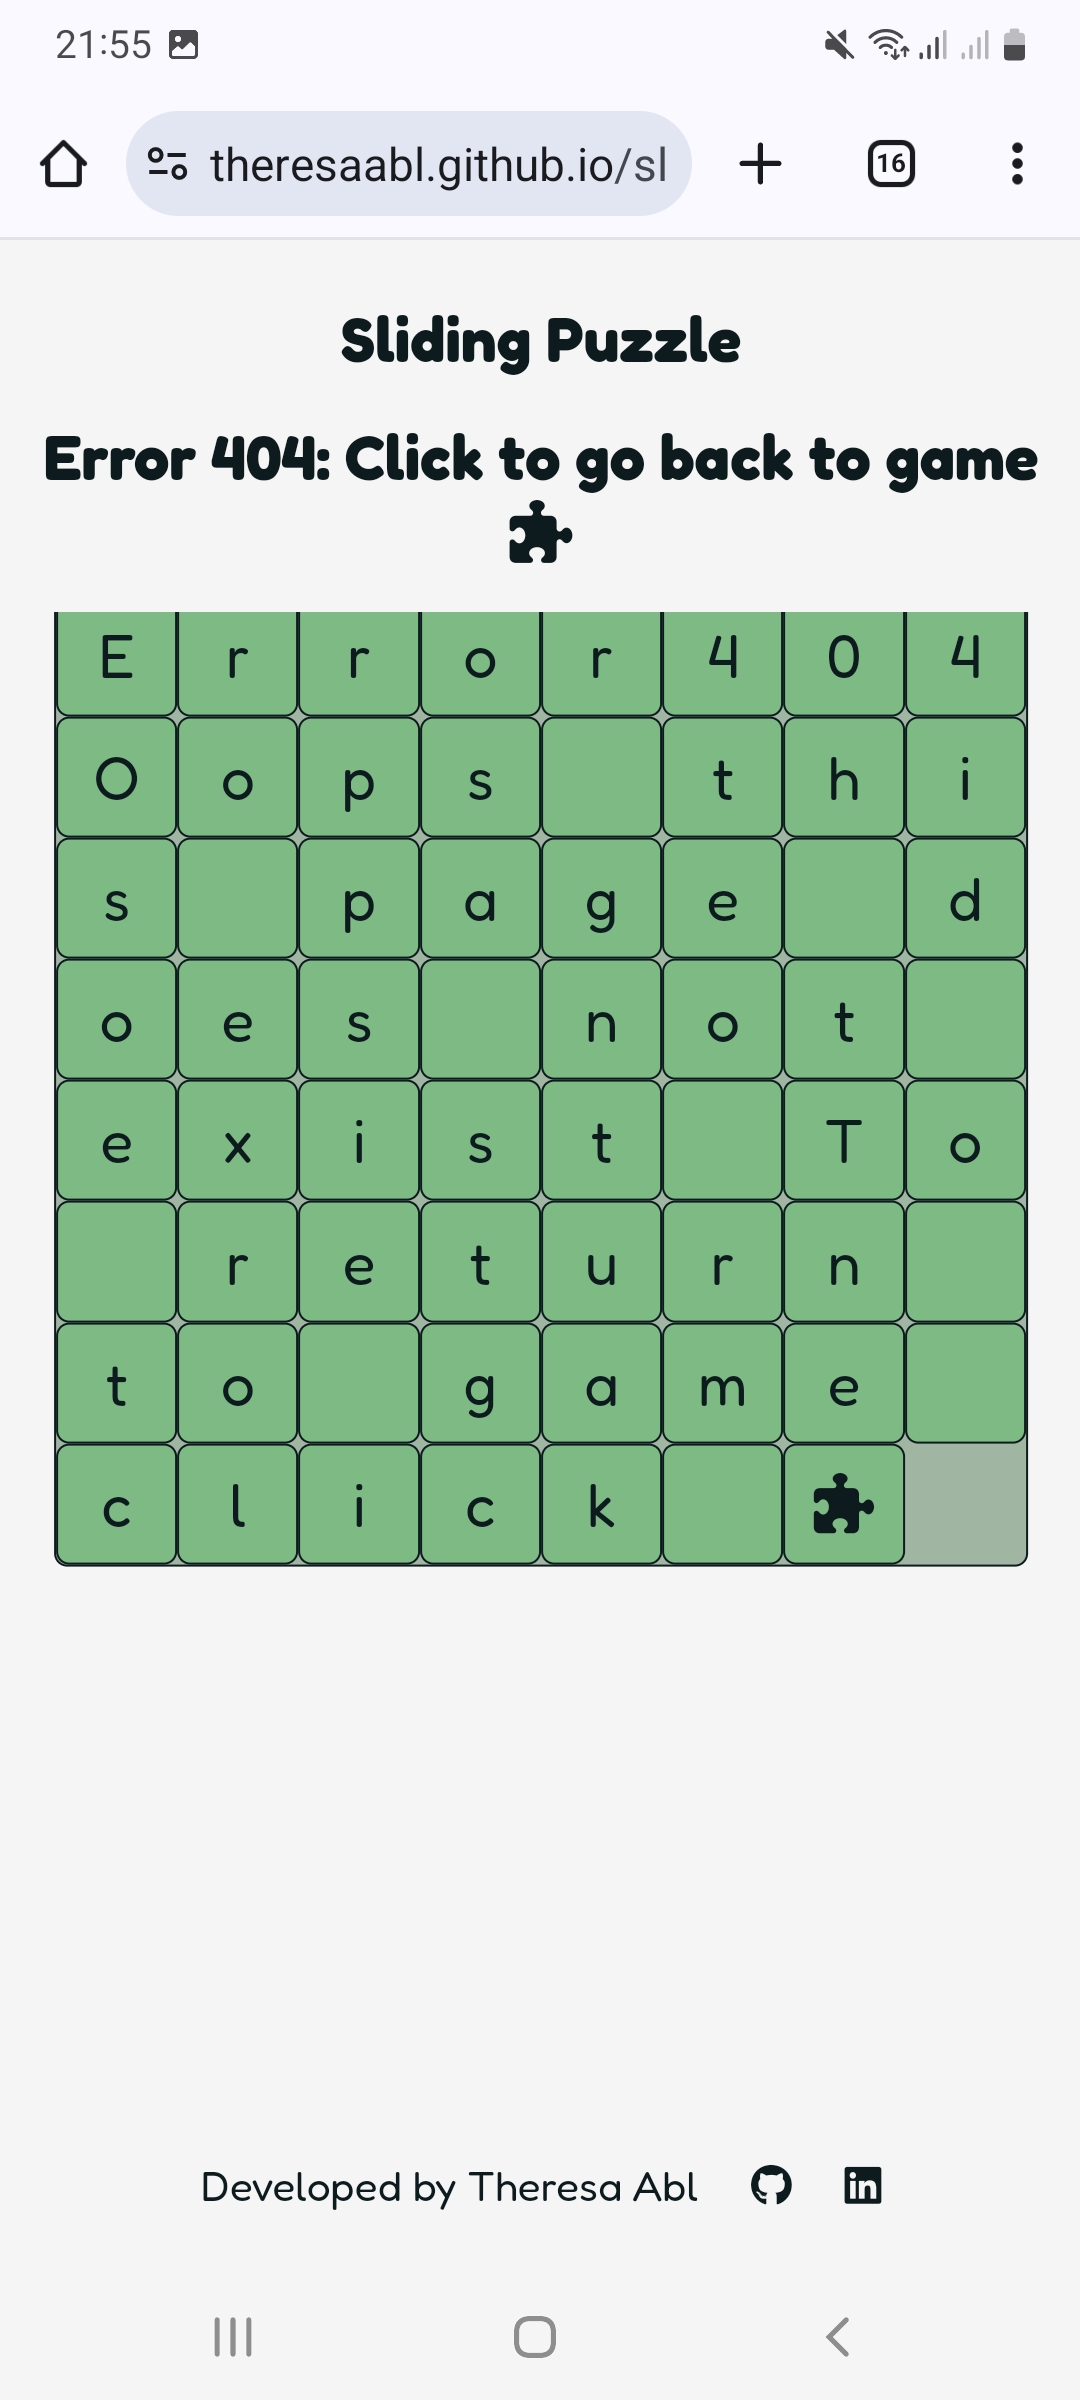 21:55
theresaabl.github.io/sl
16
Sliding Puzzle
Error 404: Click to go back to game
E r r o r 4 0 4
O o p s t h i
s p a g e d
o e s n o t
e x i s t T o
r e t u r n
t o g a m e
c l i c k
Developed by Theresa Abl
in